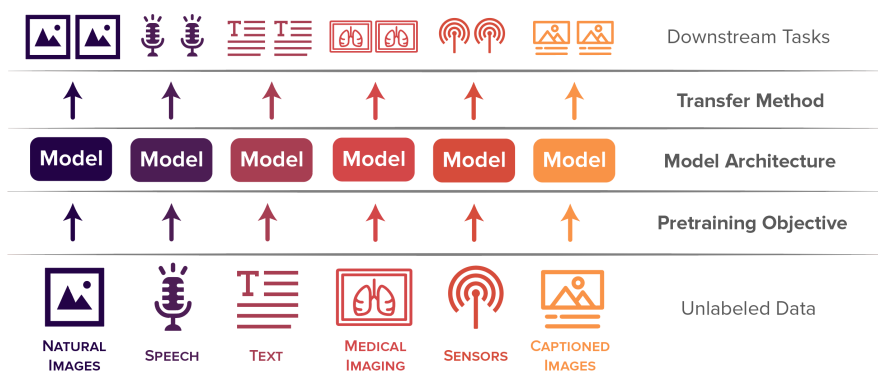 Downstream Tasks
Transfer Method
Model Model Model Model Model Model Model Architecture
Pretraining Objective
Unlabeled Data
NATURAL IMAGES
SPEECH
TEXT
MEDICAL IMAGING
SENSORS
CAPTIONED IMAGES